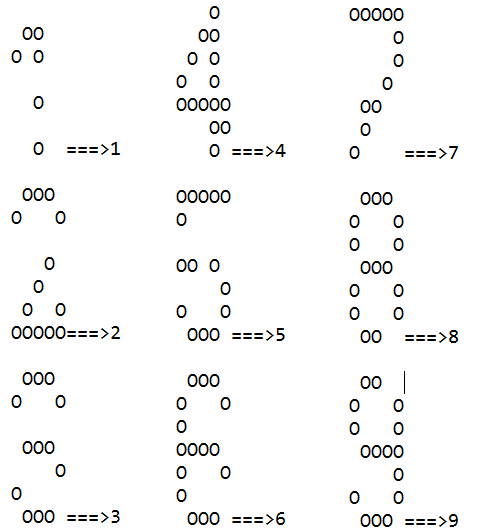 OO
O O
  O
  O  ===>1
 OOO
O   O
   O
  O
 O  O
OOOOO===>2
 OOO
O   O
 OOO
    O
O
 OOO ===>3
   O
  OO
 O O
O  O
OOOOO
   OO
   O ===>4
OOOOO
O
OO O
    O
O   O
 OOO ===>5
 OOO
O   O
O
OOOO
O   O
O
 OOO ===>6
OOOOO
    O
    O
   O
 OO
 O
O    ===>7
 OOO
O   O
O   O
 OOO
O   O
O   O
 OO  ===>8
 OO
O   O
O   O
 OOOO
    O
O   O
 OOO ===>9